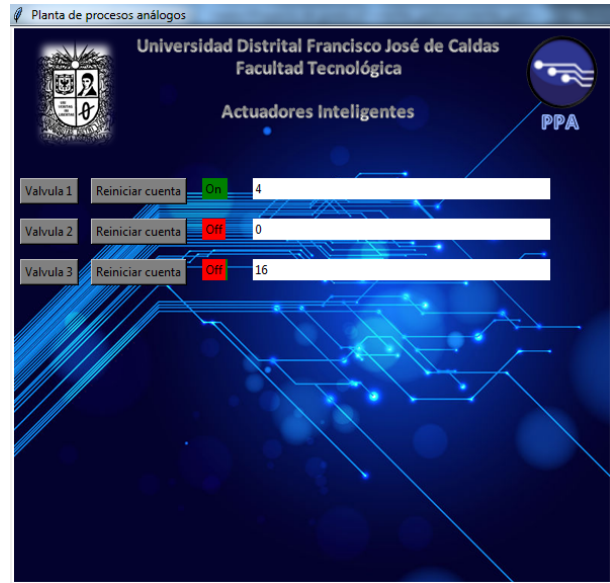 Planta de procesos análogos
Universidad Distrital Francisco José de Caldas
Facultad Tecnológica
Actuadores Inteligentes
PPA
Valvula 1 Reiniciar cuenta On 4
Valvula 2 Reiniciar cuenta Off 0
Valvula 3 Reiniciar cuenta Off 16